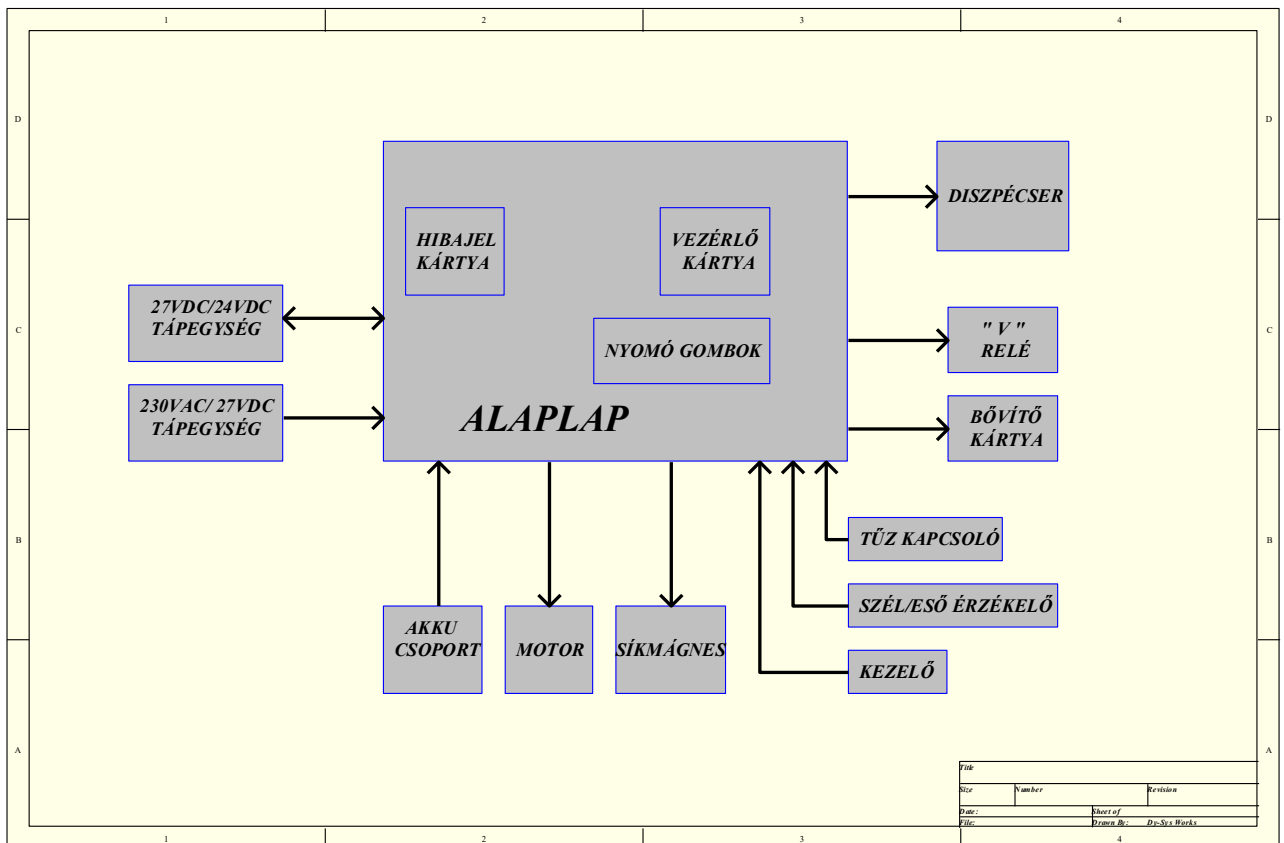 1 2 3 4
D D
DISZPÉCSER
HIBAJEL
KÁRTYA
VEZÉRLŐ
KÁRTYA
27VDC/24VDC
TÁPEGYSÉG
C C
" V "
RELÉ
NYOMÓ GOMBOK
230VAC/ 27VDC
TÁPEGYSÉG
ALAPLAP
BŐVÍTŐ
KÁRTYA
B B
TŰZ KAPCSOLÓ
SZÉL/ESŐ ÉRZÉKELŐ
AKKU
CSOPORT
MOTOR
SÍKMÁGNES
KEZELŐ
A A
Title
Size Number Revision
Date: Sheet of
File: Drawn By: Dy-Sys Works
1 2 3 4